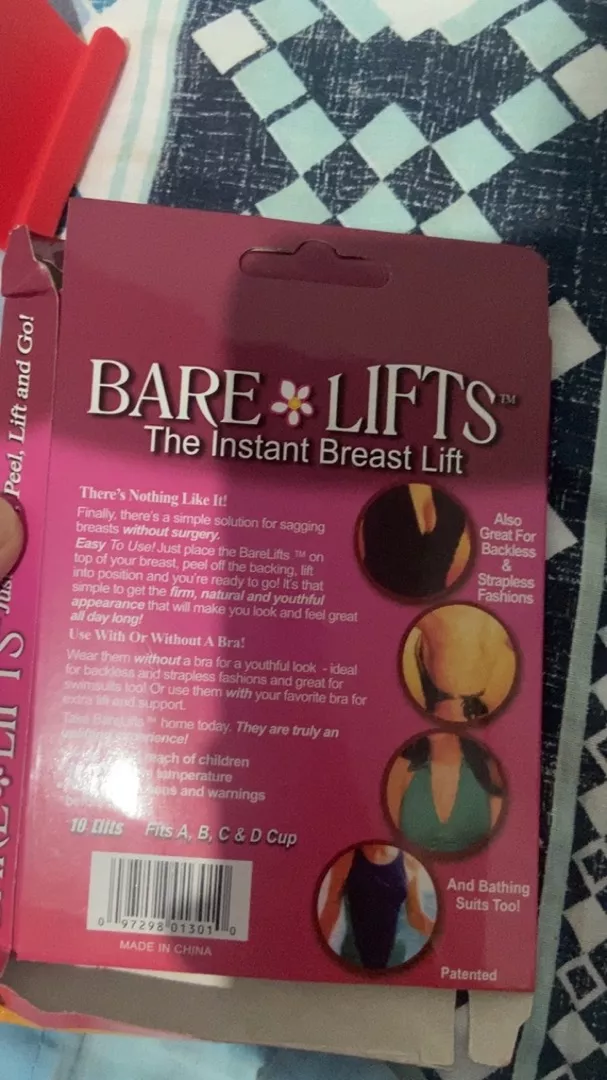 BARE LIFTS™
The Instant Breast Lift
There's Nothing Like It!
Finally, there's a simple solution for sagging
breasts without surgery.
Easy To Use! Just place the BareLifts ™ on
top of your breast, peel off the backing, lift
into position and you're ready to go! It's that
simple to get the firm, natural and youthful
appearance that will make you look and feel great
all day long!
Use With Or Without A Bra!
Wear them without a bra for a youthful look - ideal
for backless and strapless fashions and great for
swimsuits too! Or use them with your favorite bra for
extra lift and support.
Take BareLifts ™ home today. They are truly an
uplifting experience!
reach of children
temperature
and warnings
Fits A, B, C & D Cup
0 97298 01301 0
MADE IN CHINA
Also
Great For
Backless
&
Strapless
Fashions
And Bathing
Suits Too!
Patented
Peel, Lift and Go!